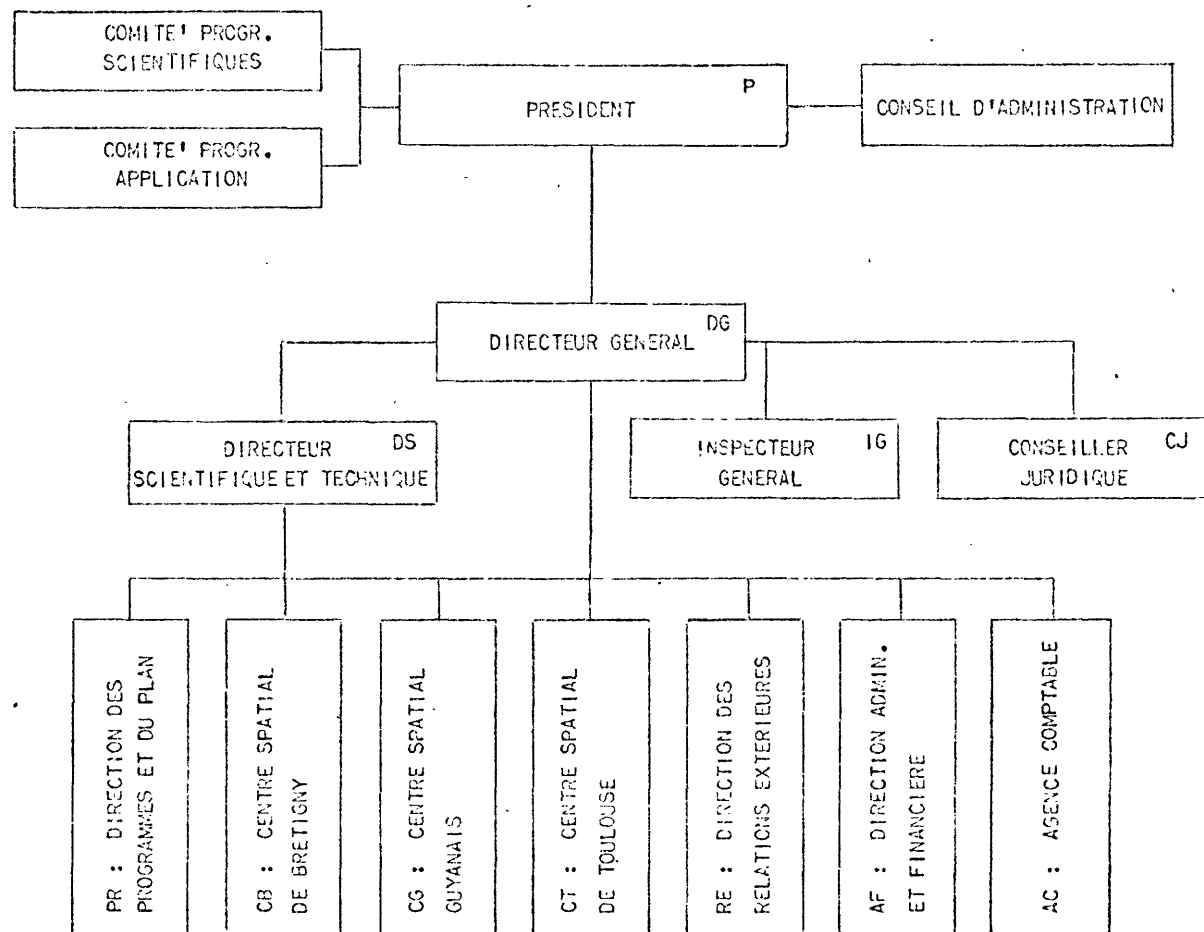 COMITE' PROGR.
SCIENTIFIQUES
P
PRESIDENT
CONSEIL D'ADMINISTRATION
COMITE' PROGR.
APPLICATION
DG
DIRECTEUR GENERAL
DIRECTEUR DS
SCIENTIFIQUE ET TECHNIQUE
INSPECTEUR IG
GENERAL
CONSEILLER CJ
JURIDIQUE
PR : DIRECTION DES
PROGRAMMES ET DU PLAN
CB : CENTRE SPATIAL
DE BRETIGNY
CG : CENTRE SPATIAL
GUYANAIS
CT : CENTRE SPATIAL
DE TOULOUSE
RE : DIRECTION DES
RELATIONS EXTERIEURES
AF : DIRECTION ADMIN.
ET FINANCIERE
AC : AGENCE COMPTABLE